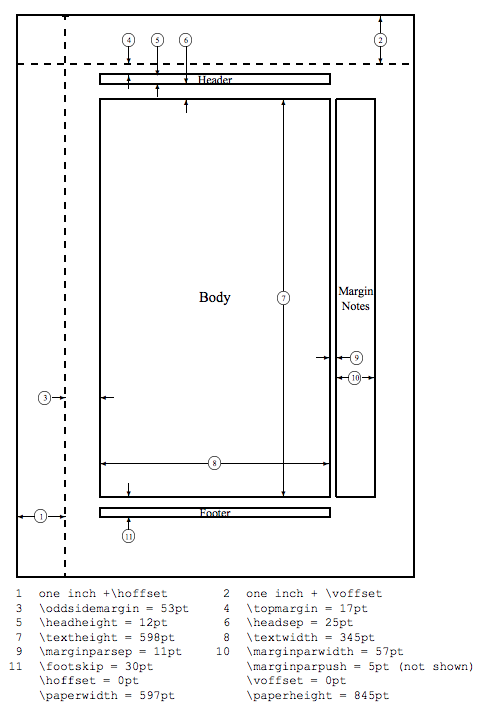 4 5 6 2
Header
Body
Margin
Notes
7
9
10
3
8
1
Footer
11
1 one inch +\hoffset 2 one inch + \voffset
3 \oddsidemargin = 53pt 4 \topmargin = 17pt
5 \headheight = 12pt 6 \headsep = 25pt
7 \textheight = 598pt 8 \textwidth = 345pt
9 \marginparsep = 11pt 10 \marginparwidth = 57pt
11 \footskip = 30pt \marginparpush = 5pt (not shown)
\hoffset = 0pt \voffset = 0pt
\paperwidth = 597pt \paperheight = 845pt